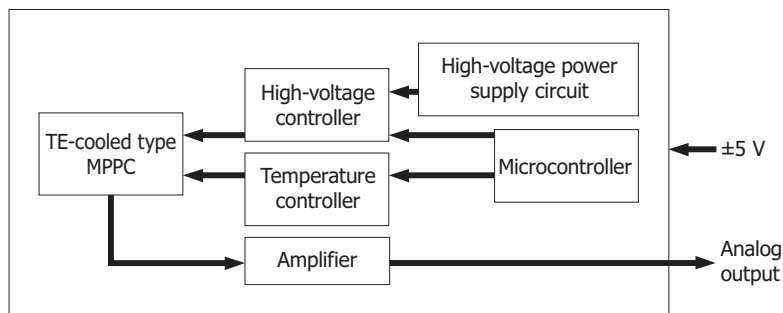 High-voltage power
supply circuit
High-voltage
controller
TE-cooled type
MPPC
Microcontroller
±5 V
Temperature
controller
Amplifier
Analog
output